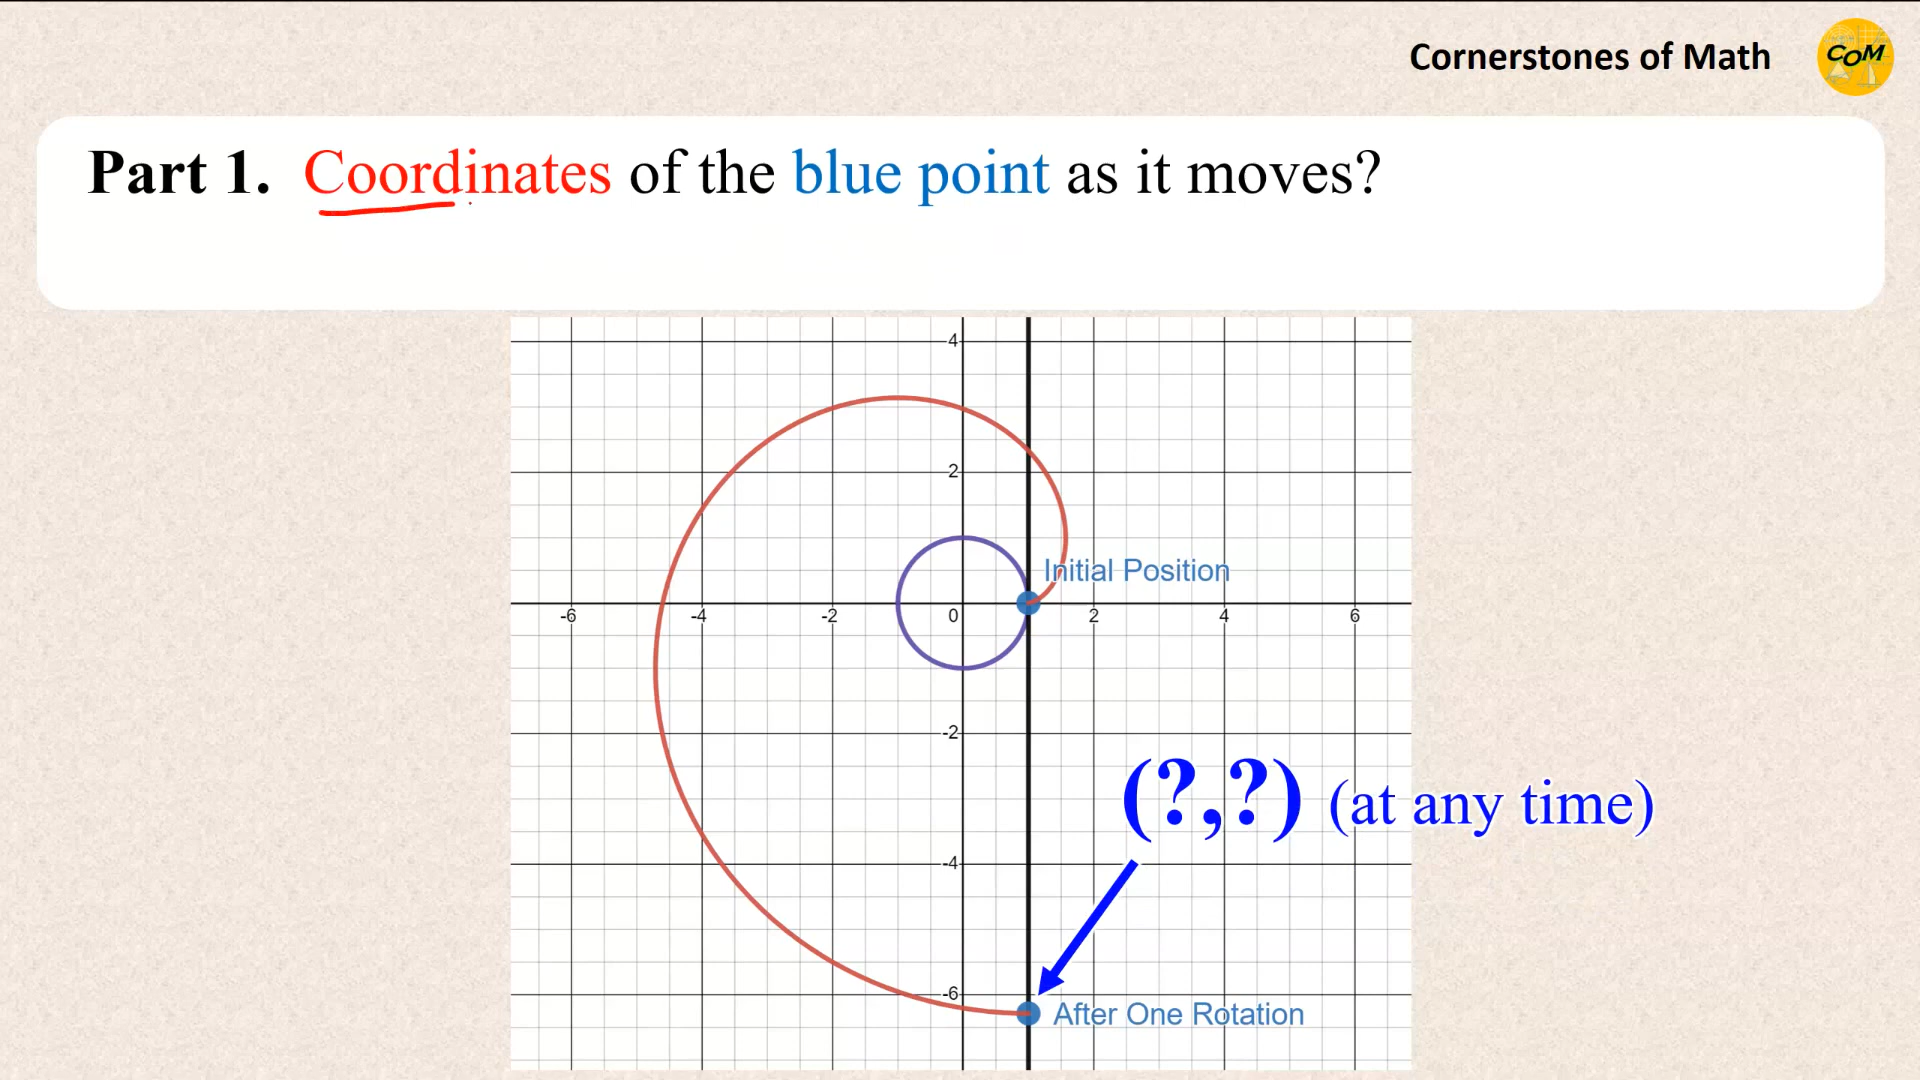 Cornerstones of Math
COM
Part 1. Coordinates of the blue point as it moves?
4
2
Initial Position
-6 -4 -2 0 2 4 6
-2
(?,?) (at any time)
-4
-6
After One Rotation